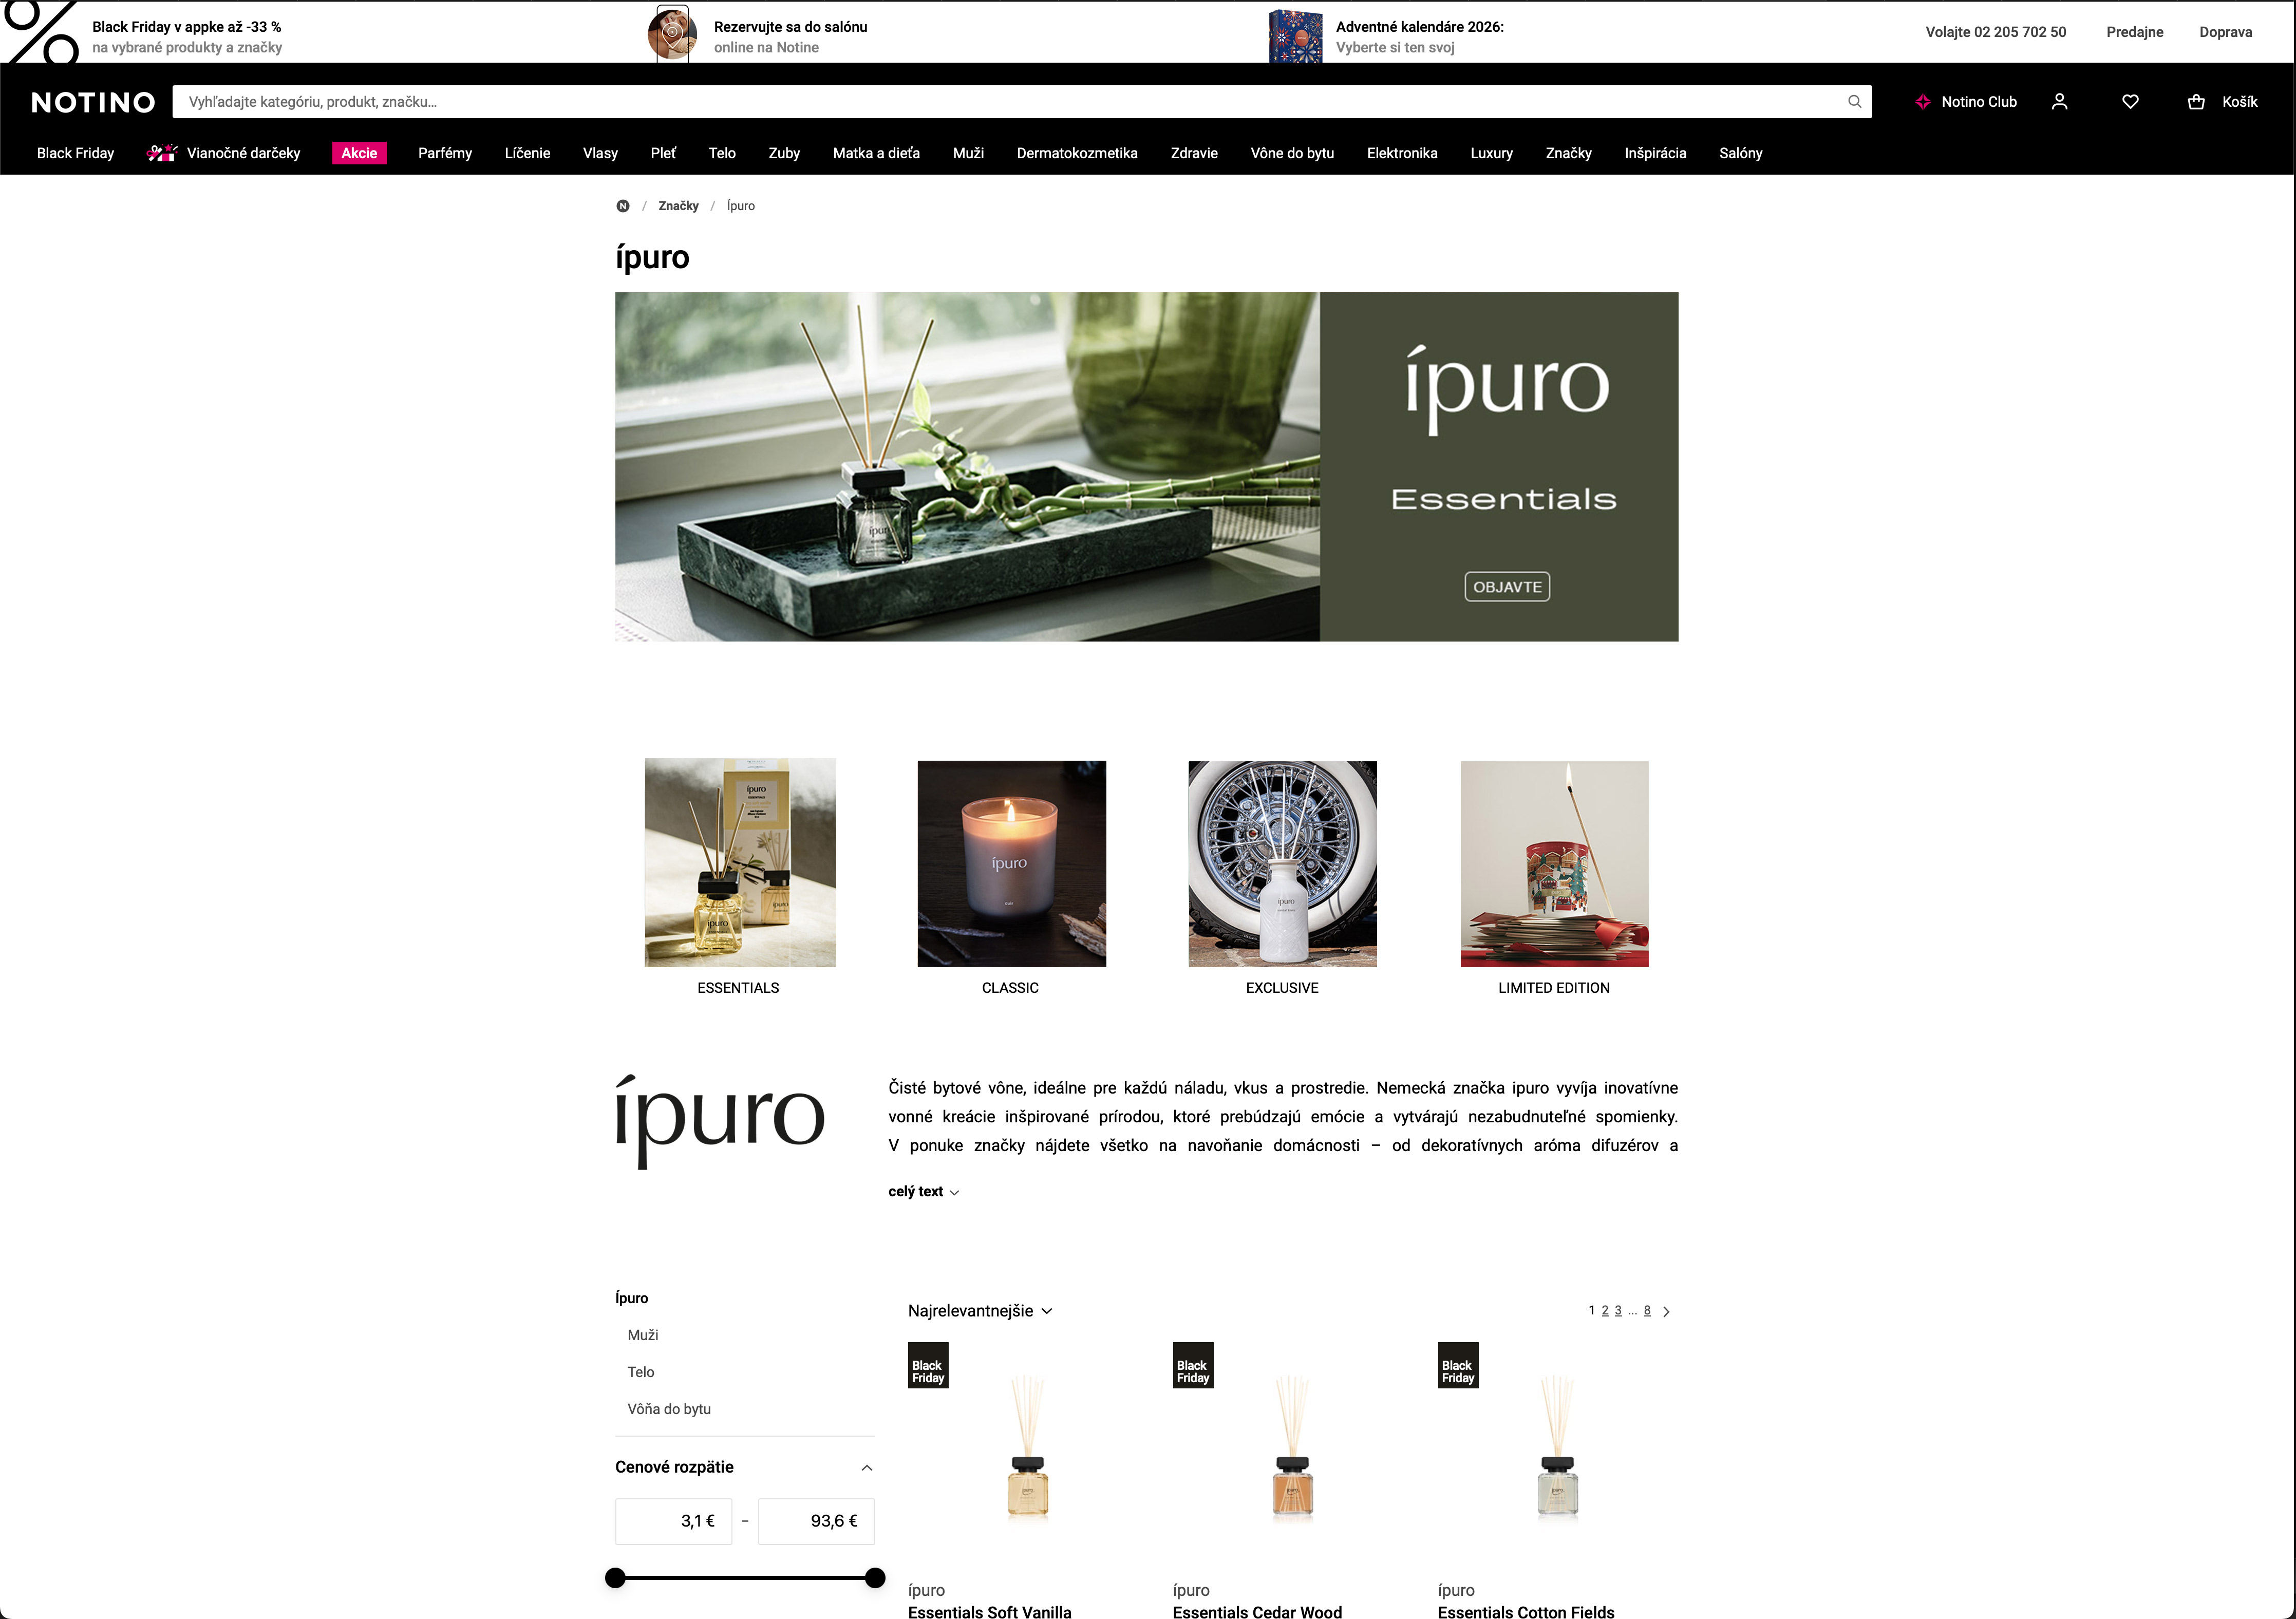 Black Friday v appke až -33 %
na vybrané produkty a značky
Rezervujte sa do salónu
online na Notine
Adventné kalendáre 2026:
Vyberte si ten svoj
Volajte 02 205 702 50
Predajne
Doprava
NOTINO
Vyhľadajte kategóriu, produkt, značku...
Notino Club
Košík
Black Friday
Vianočné darčeky
Akcie
Parfémy
Líčenie
Vlasy
Pleť
Telo
Zuby
Matka a dieťa
Muži
Dermatokozmetika
Zdravie
Vône do bytu
Elektronika
Luxury
Značky
Inšpirácia
Salóny
N / Značky / Ípuro
ípuro
ípuro
Essentials
OBJAVTE
ípuro
ípuro
ípuro
ípuro
ípuro
ESSENTIALS
CLASSIC
EXCLUSIVE
LIMITED EDITION
ípuro
Čisté bytové vône, ideálne pre každú náladu, vkus a prostredie. Nemecká značka ipuro vyvíja inovatívne
vonné kreácie inšpirované prírodou, ktoré prebúdzajú emócie a vytvárajú nezabudnuteľné spomienky.
V ponuke značky nájdete všetko na navoňanie domácnosti – od dekoratívnych aróma difuzérov a
celý text
Ípuro
Muži
Telo
Vôňa do bytu
Cenové rozpätie
3,1 € - 93,6 €
Najrelevantnejšie
1 2 3 ... 8
Black
Friday
Black
Friday
Black
Friday
ípuro
Essentials Soft Vanilla
ípuro
Essentials Cedar Wood
ípuro
Essentials Cotton Fields